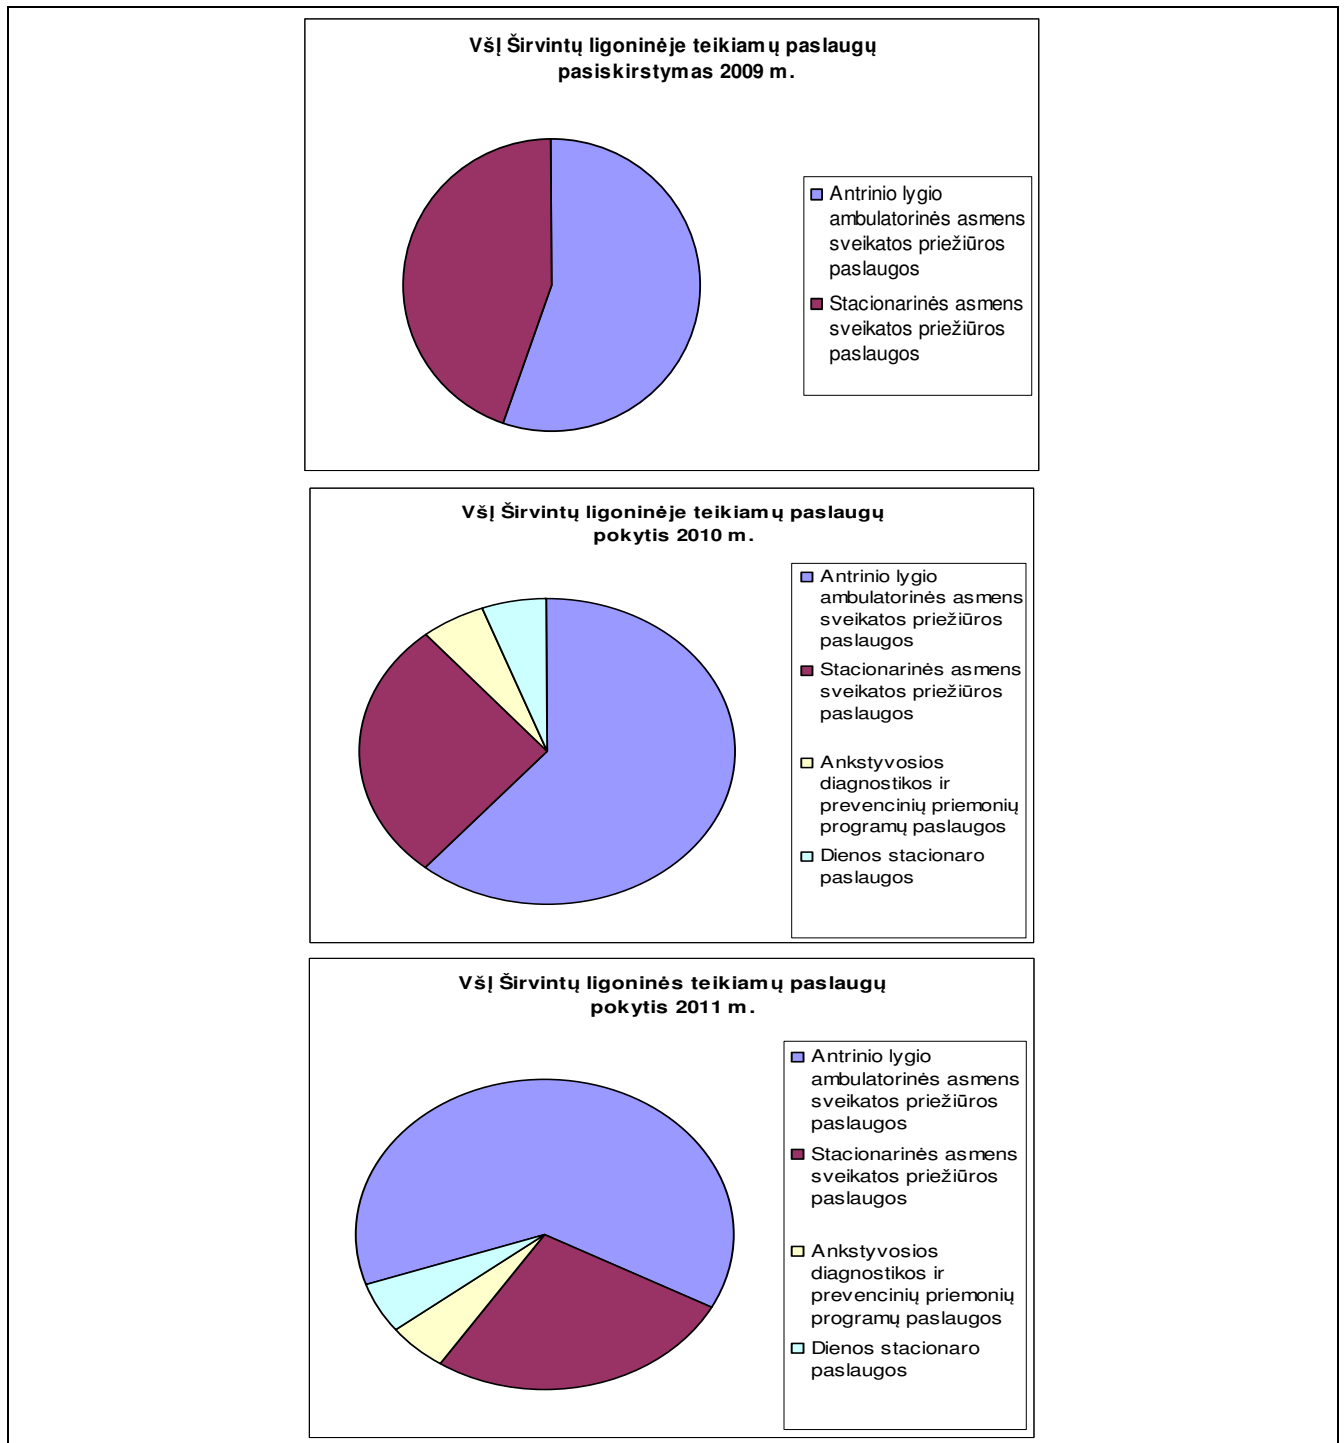 VšĮ Širvintų ligoninėje teikiamų paslaugų
pasiskirstymas 2009 m.
Antrinio lygio
ambulatorinės asmens
sveikatos priežiūros
paslaugos
Stacionarinės asmens
sveikatos priežiūros
paslaugos
VšĮ Širvintų ligoninėje teikiamų paslaugų
pokytis 2010 m.
Antrinio lygio
ambulatorinės asmens
sveikatos priežiūros
paslaugos
Stacionarinės asmens
sveikatos priežiūros
paslaugos
Ankstyvosios
diagnostikos ir
prevencinių priemonių
programų paslaugos
Dienos stacionaro
paslaugos
VšĮ Širvintų ligoninės teikiamų paslaugų
pokytis 2011 m.
Antrinio lygio
ambulatorinės asmens
sveikatos priežiūros
paslaugos
Stacionarinės asmens
sveikatos priežiūros
paslaugos
Ankstyvosios
diagnostikos ir
prevencinių priemonių
programų paslaugos
Dienos stacionaro
paslaugos